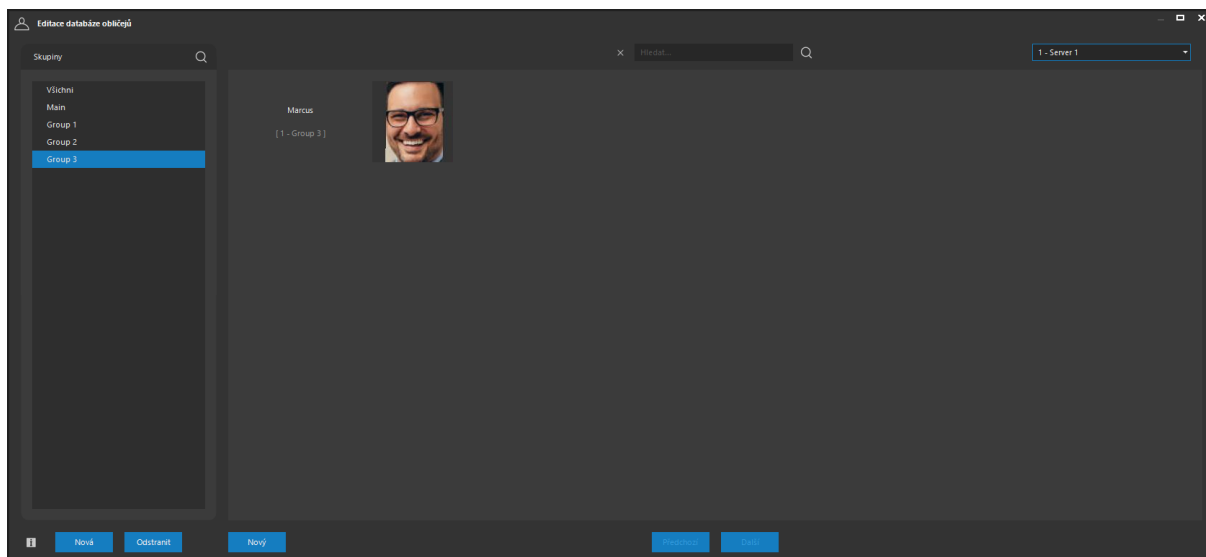 Editace databáze obličejů
Skupiny
Hledat...
1 - Server 1
Všichni
Main
Group 1
Group 2
Group 3
Marcus
[ 1 - Group 3 ]
Nová
Odstranit
Nový
Předchozí
Další